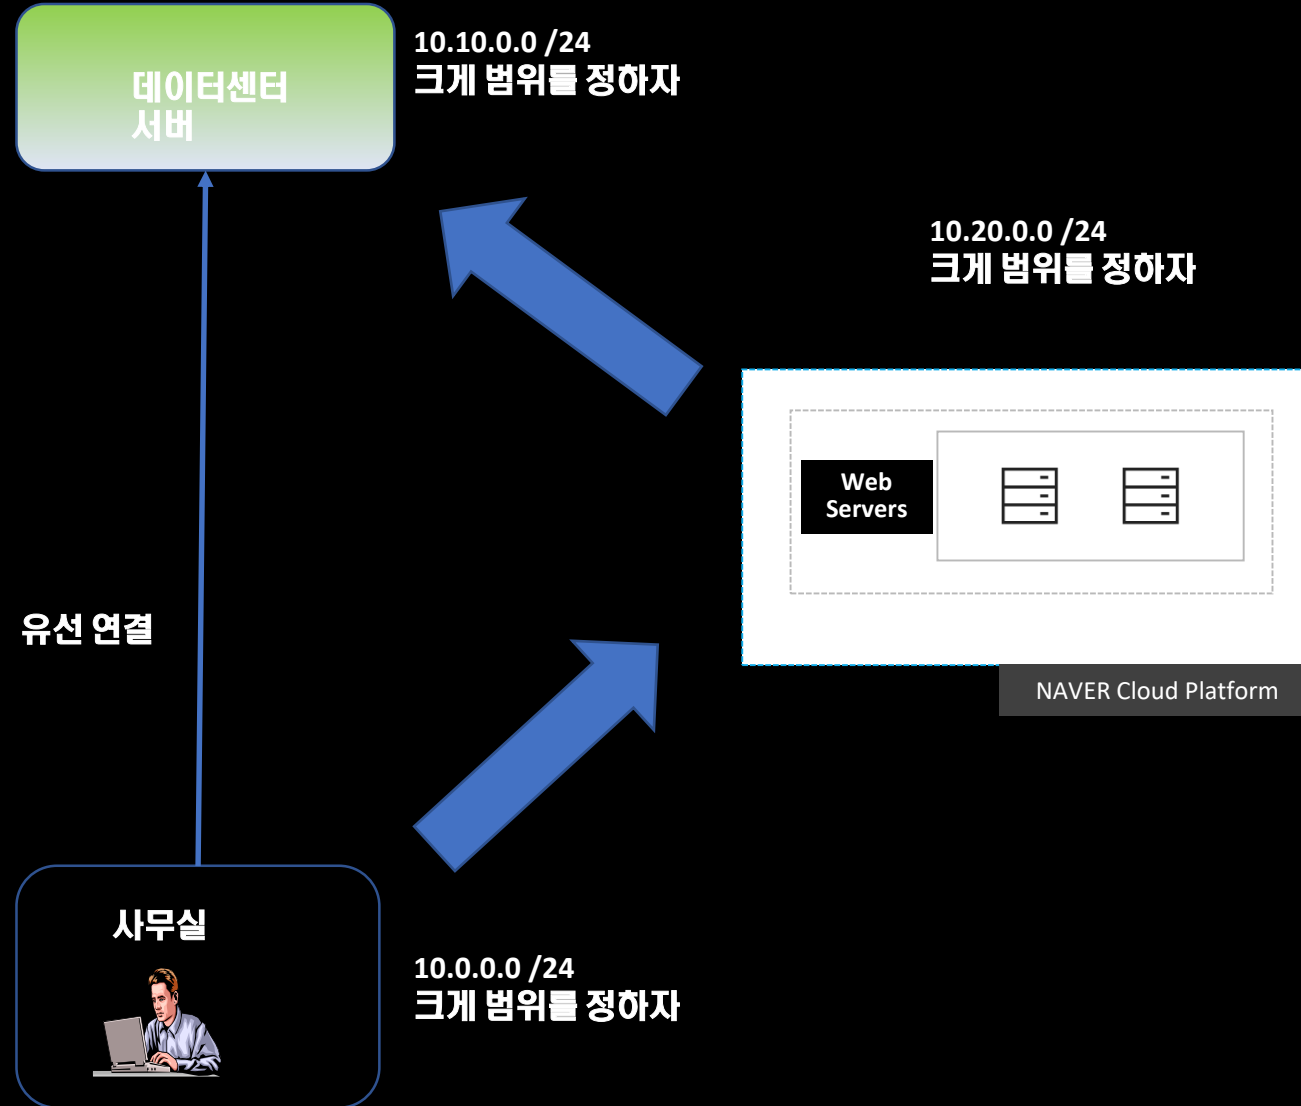 데이터센터
서버
10.10.0.0 /24
크게 범위를 정하자
10.20.0.0 /24
크게 범위를 정하자
Web
Servers
유선 연결
NAVER Cloud Platform
사무실
10.0.0.0 /24
크게 범위를 정하자